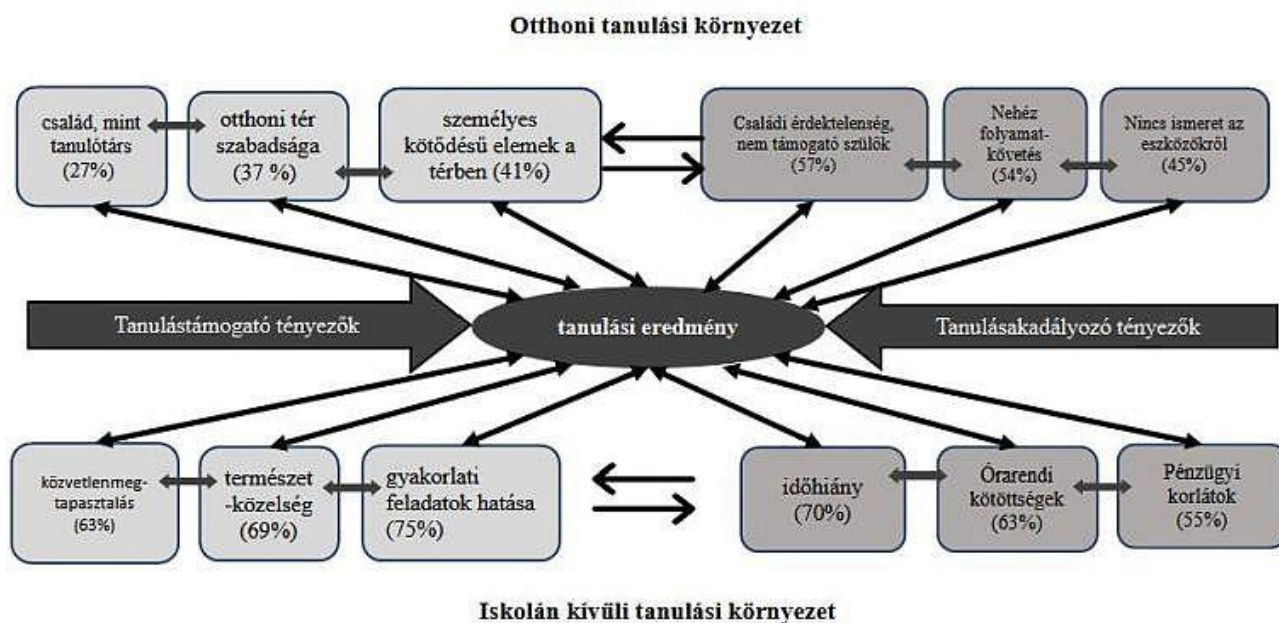 Otthoni tanulási környezet
család, mint
tanulótárs
(27%)
otthoni tér
szabadsága
(37 %)
személyes
kötődésű elemek a
térben (41%)
Családi érdektelenség,
nem támogató szülők
(57%)
Nehéz
folyamat-
követés
(54%)
Nincs ismeret az
eszközökről
(45%)
Tanulástámogató tényezők
tanulási eredmény
Tanulásakadályozó tényezők
közvetlenmeg-
tapasztalás
(63%)
természet
-közelség
(69%)
gyakorlati
feladatok hatása
(75%)
időhiány
(70%)
Órarendi
kötöttségek
(63%)
Pénzügyi
korlátok
(55%)
Iskolán kívüli tanulási környezet